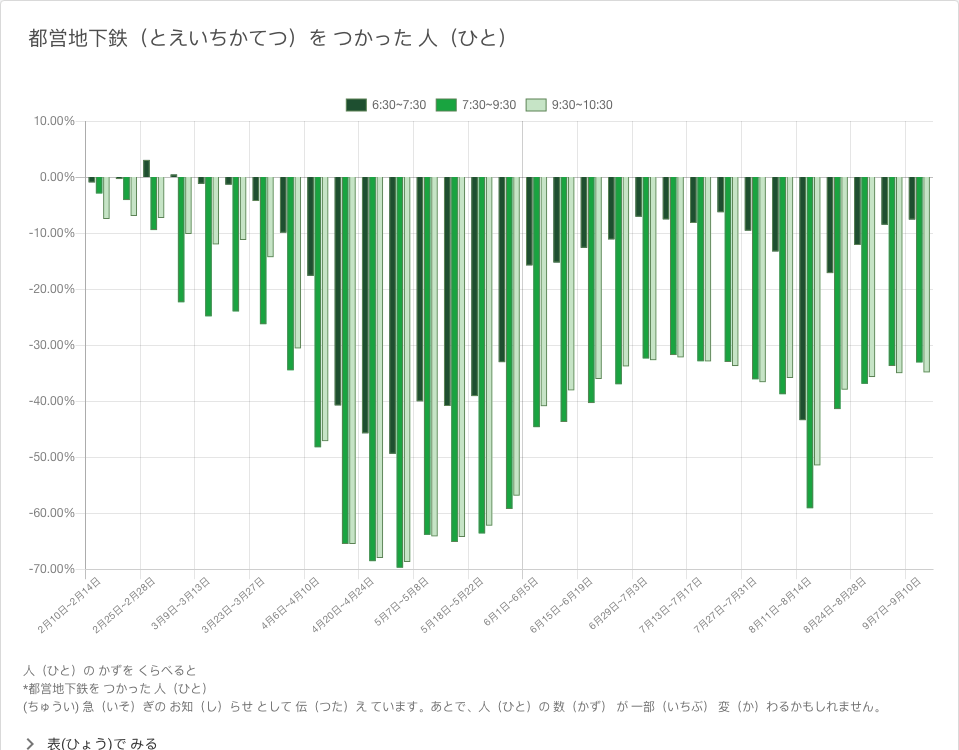 都営地下鉄（とえいちかてつ）を つかった 人（ひと）
6:30~7:30 7:30~9:30 9:30~10:30
10.00%
0.00%
-10.00%
-20.00%
-30.00%
-40.00%
-50.00%
-60.00%
-70.00%
2月10日~2月14日
2月25日~2月28日
3月9日~3月13日
3月23日~3月27日
4月6日~4月10日
4月20日~4月24日
5月7日~5月8日
5月18日~5月22日
6月1日~6月5日
6月15日~6月19日
6月29日~7月3日
7月13日~7月17日
7月27日~7月31日
8月11日~8月14日
8月24日~8月28日
9月7日~9月10日
人（ひと）の かずを くらべると
*都営地下鉄を つかった 人（ひと）
(ちゅうい) 急（いそ）ぎの お知（し）らせ として 伝（つた）え ています。あとで、人（ひと）の 数（かず） が 一部（いちぶ） 変（か）わるかもしれません。
表(ひょう)で みる